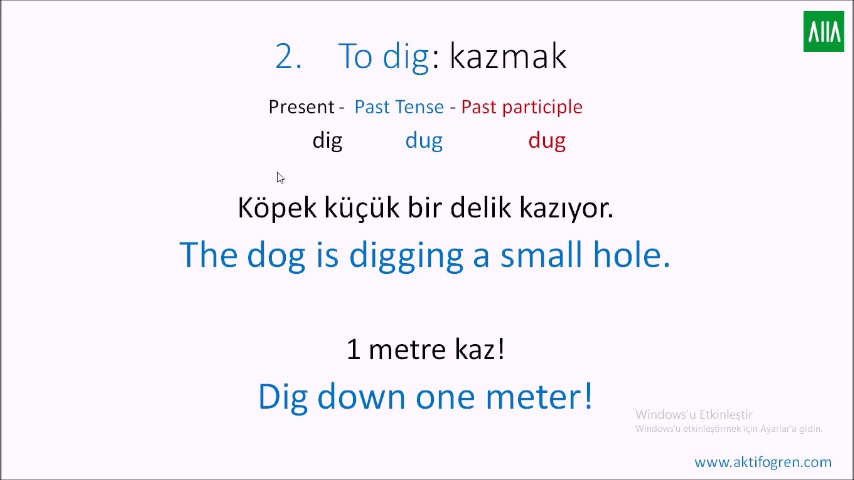 AIIA
2. To dig: kazmak
Present - Past Tense - Past participle
dig dug dug
Köpek küçük bir delik kazıyor.
The dog is digging a small hole.
1 metre kaz!
Dig down one meter!
Windows'u Etkinleştir
Windows'u etkinleştirmek için Ayarlar'a gidin.
www.aktifogren.com